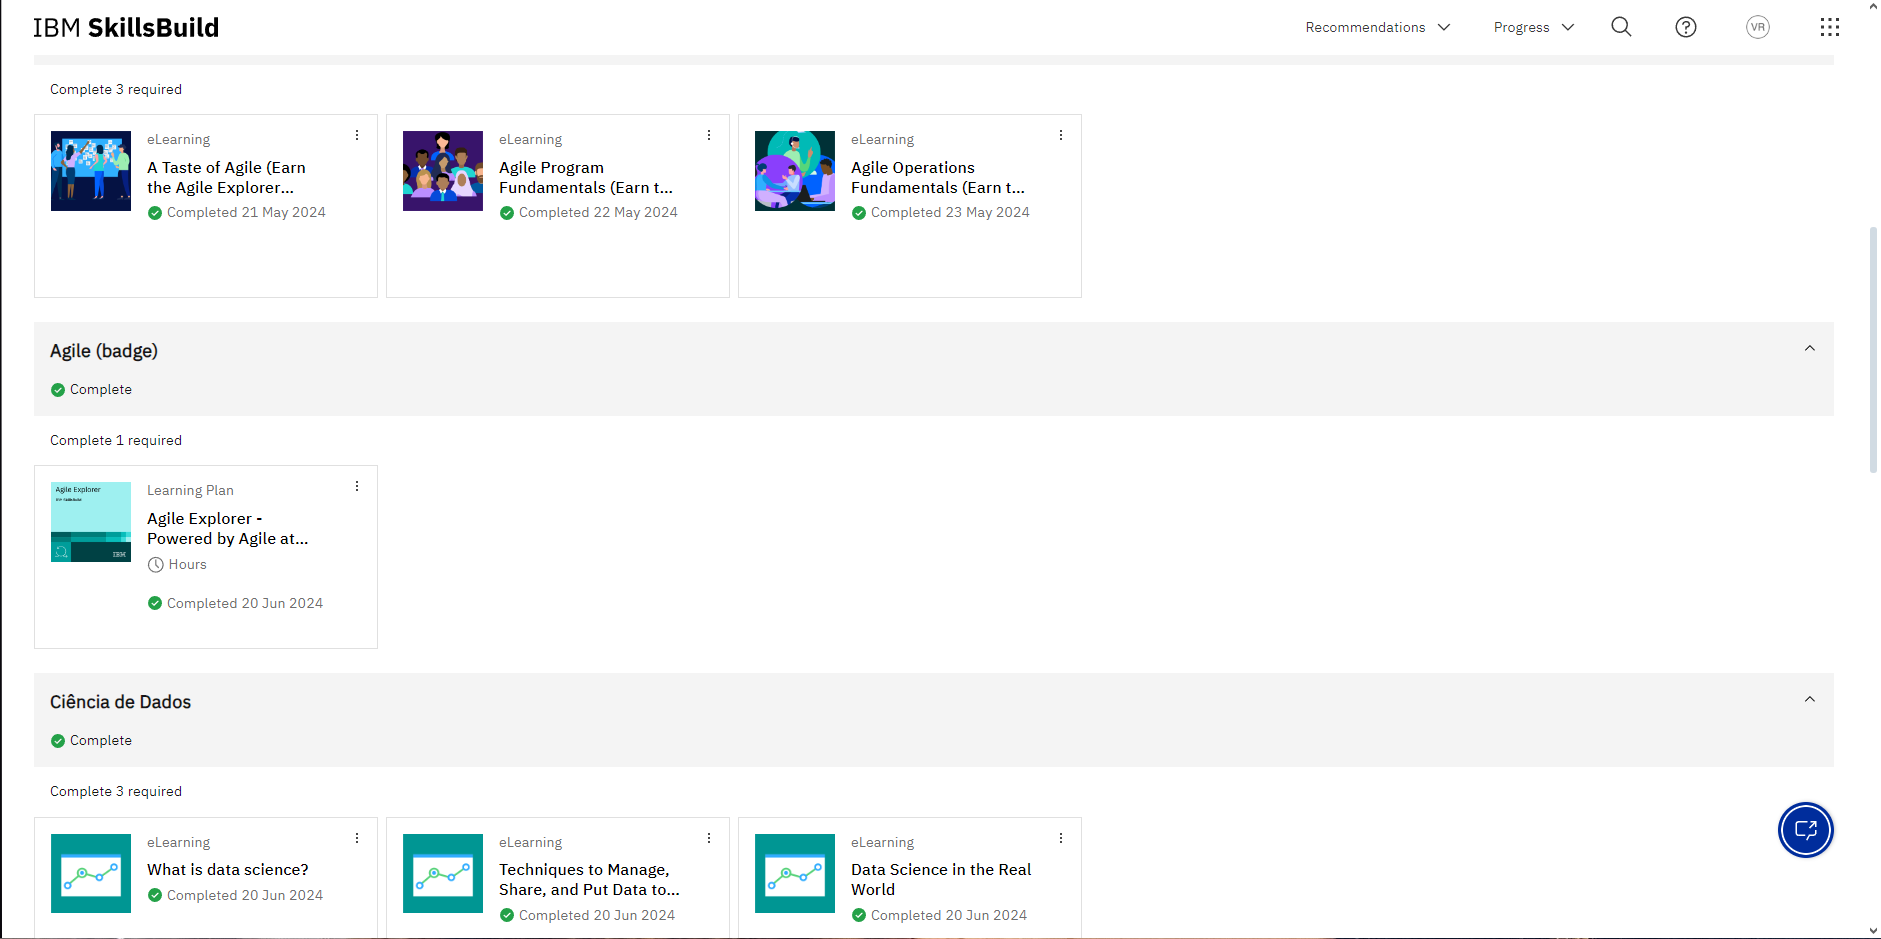 IBM SkillsBuild
Recommendations
Progress
VR
Complete 3 required
eLearning
A Taste of Agile (Earn
the Agile Explorer...
Completed 21 May 2024
eLearning
Agile Program
Fundamentals (Earn t...
Completed 22 May 2024
eLearning
Agile Operations
Fundamentals (Earn t...
Completed 23 May 2024
Agile (badge)
Complete
Complete 1 required
Agile Explorer
IBM SkillsBuild
IBM
Learning Plan
Agile Explorer -
Powered by Agile at...
Hours
Completed 20 Jun 2024
Ciência de Dados
Complete
Complete 3 required
eLearning
What is data science?
Completed 20 Jun 2024
eLearning
Techniques to Manage,
Share, and Put Data to...
Completed 20 Jun 2024
eLearning
Data Science in the Real
World
Completed 20 Jun 2024